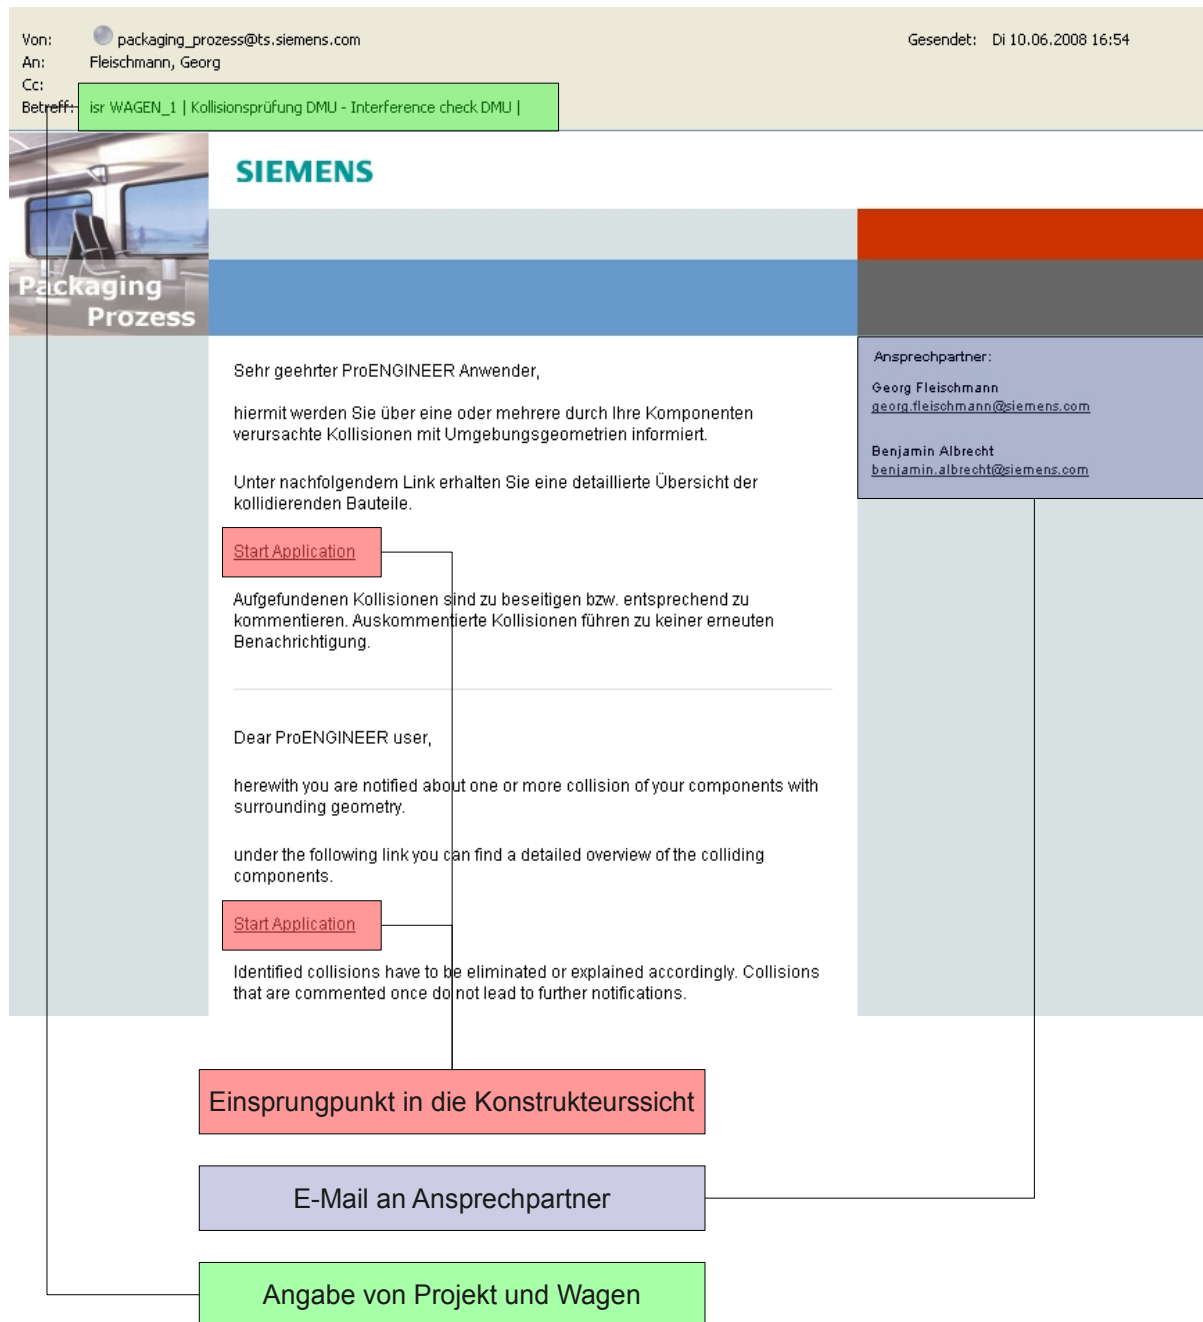 Von: packaging_prozess@ts.siemens.com Gesendet: Di 10.06.2008 16:54
An: Fleischmann, Georg
Cc:
Betreff: isr WAGEN_1 | Kollisionsprüfung DMU - Interference check DMU |
SIEMENS
Packaging
Prozess
Sehr geehrter ProENGINEER Anwender,
hiermit werden Sie über eine oder mehrere durch Ihre Komponenten
verursachte Kollisionen mit Umgebungsgeometrien informiert.
Unter nachfolgendem Link erhalten Sie eine detaillierte Übersicht der
kollidierenden Bauteile.
Start Application
Aufgefundenen Kollisionen sind zu beseitigen bzw. entsprechend zu
kommentieren. Auskommentierte Kollisionen führen zu keiner erneuten
Benachrichtigung.
Dear ProENGINEER user,
herewith you are notified about one or more collision of your components with
surrounding geometry.
under the following link you can find a detailed overview of the colliding
components.
Start Application
Identified collisions have to be eliminated or explained accordingly. Collisions
that are commented once do not lead to further notifications.
Ansprechpartner:
Georg Fleischmann
georg.fleischmann@siemens.com
Benjamin Albrecht
benjamin.albrecht@siemens.com
Einsprungpunkt in die Konstrukteurssicht
E-Mail an Ansprechpartner
Angabe von Projekt und Wagen